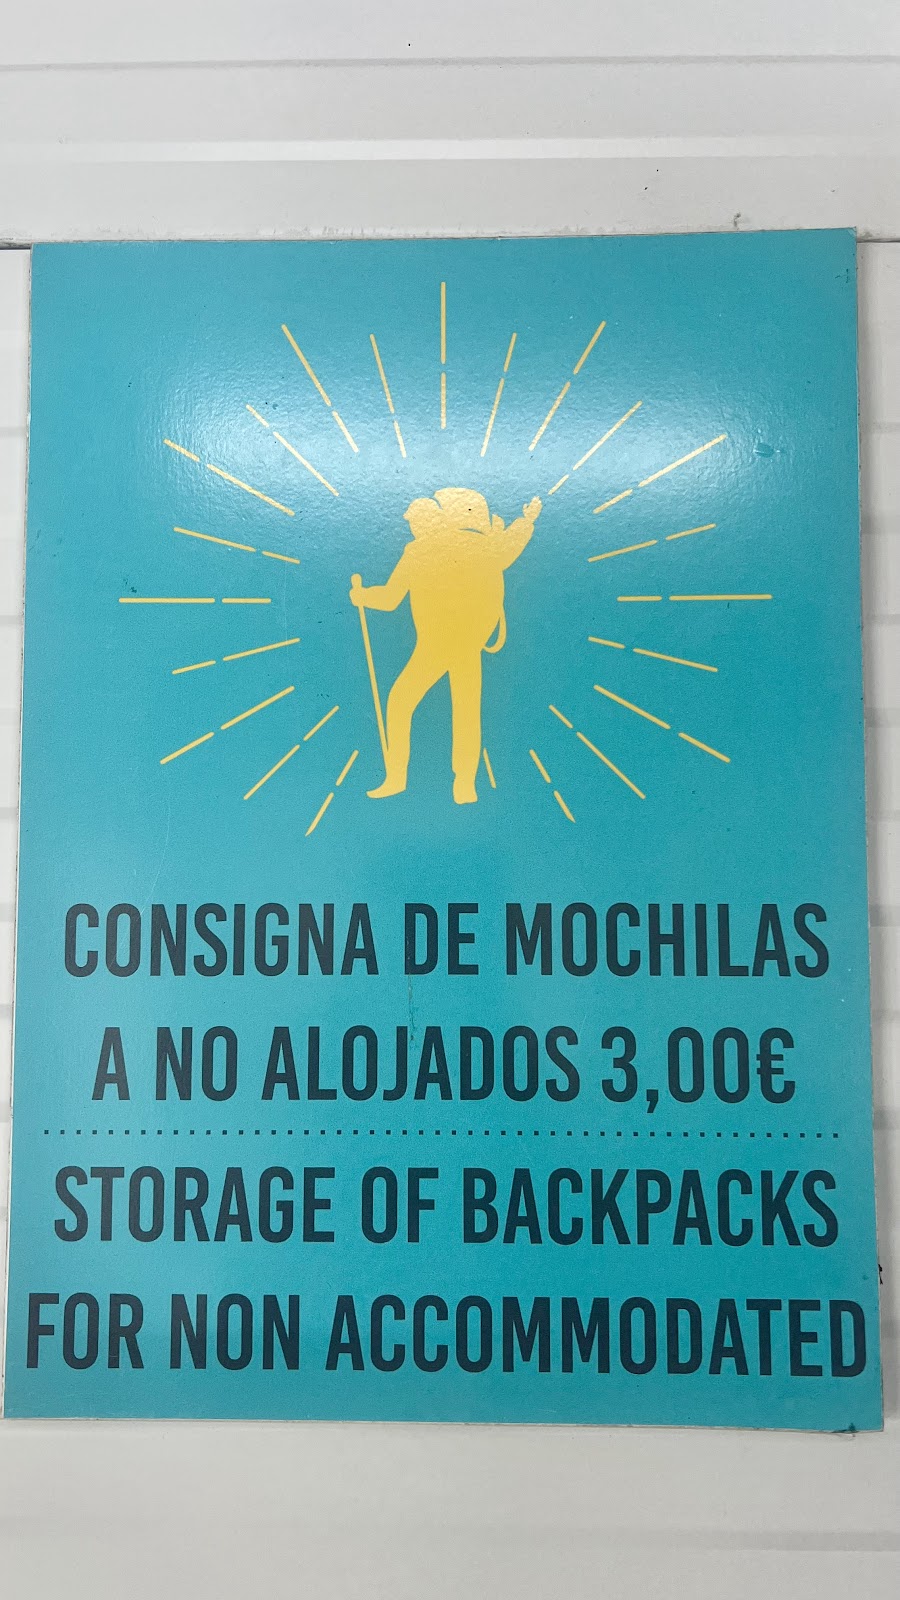 CONSIGNA DE MOCHILAS
A NO ALOJADOS 3,00€
STORAGE OF BACKPACKS
FOR NON ACCOMMODATED